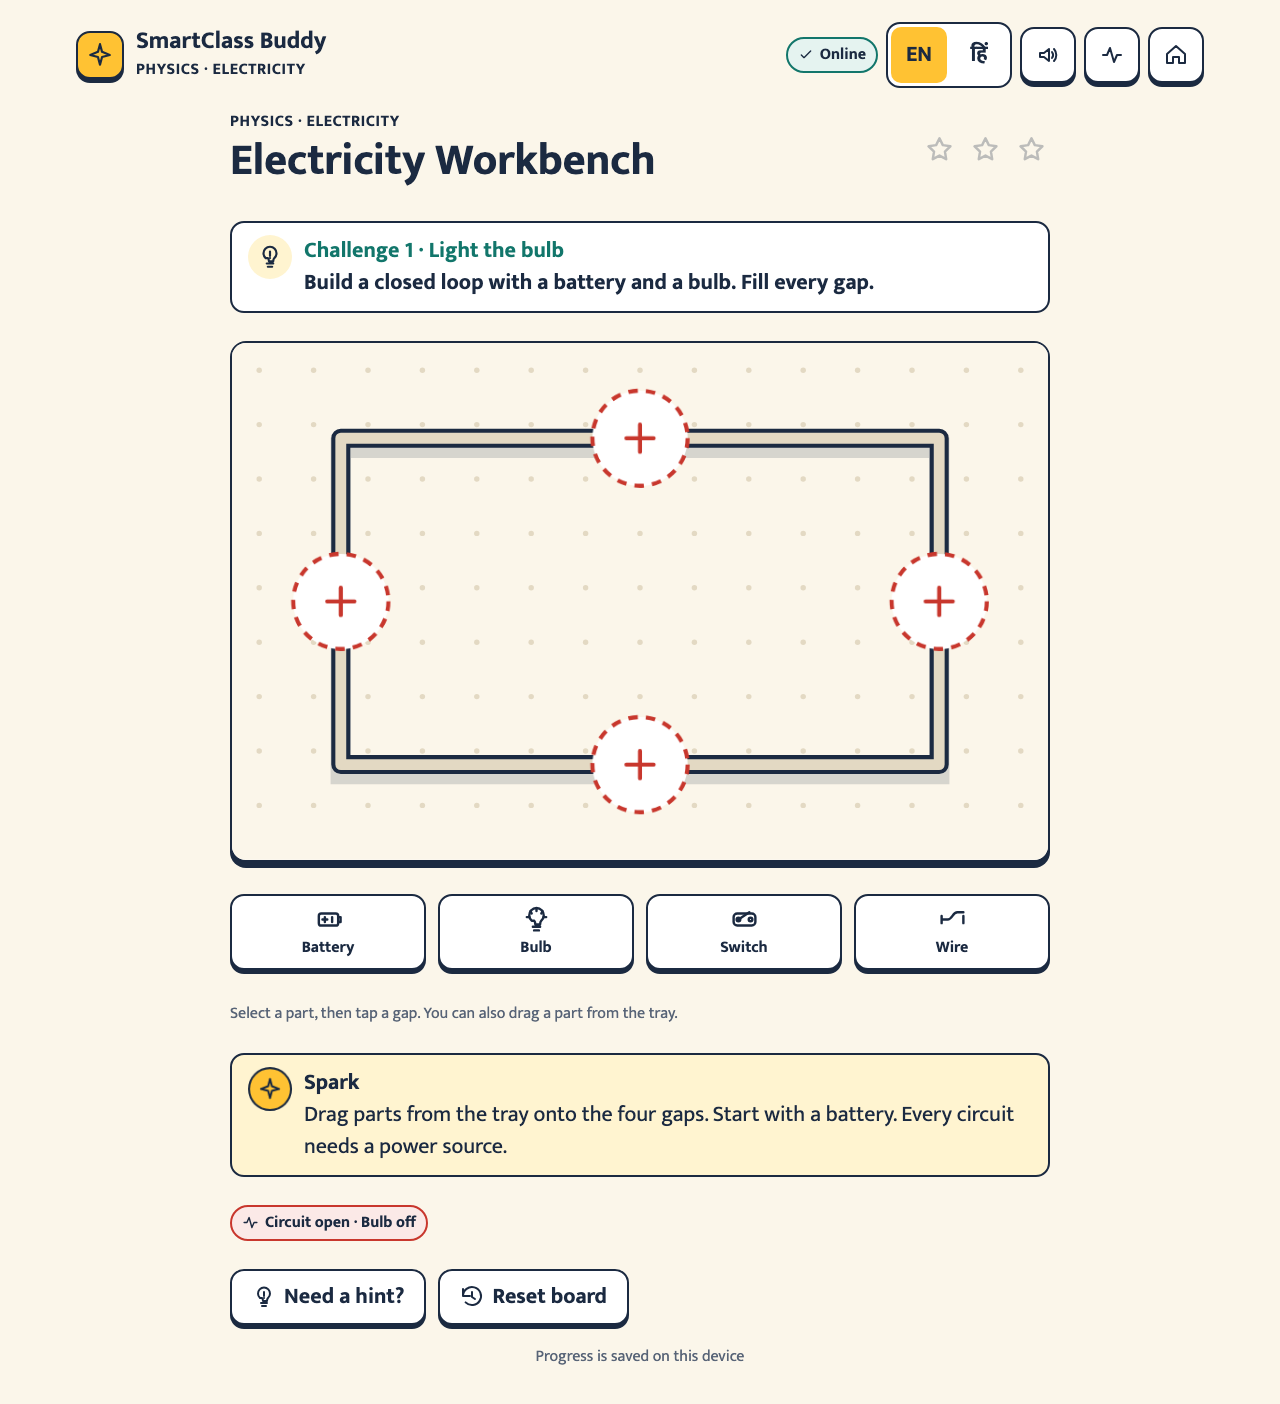 SmartClass Buddy
PHYSICS · ELECTRICITY
Online
EN
हिं
PHYSICS · ELECTRICITY
Electricity Workbench
Challenge 1 · Light the bulb
Build a closed loop with a battery and a bulb. Fill every gap.
Battery
Bulb
Switch
Wire
Select a part, then tap a gap. You can also drag a part from the tray.
Spark
Drag parts from the tray onto the four gaps. Start with a battery. Every circuit
needs a power source.
Circuit open · Bulb off
Need a hint?
Reset board
Progress is saved on this device